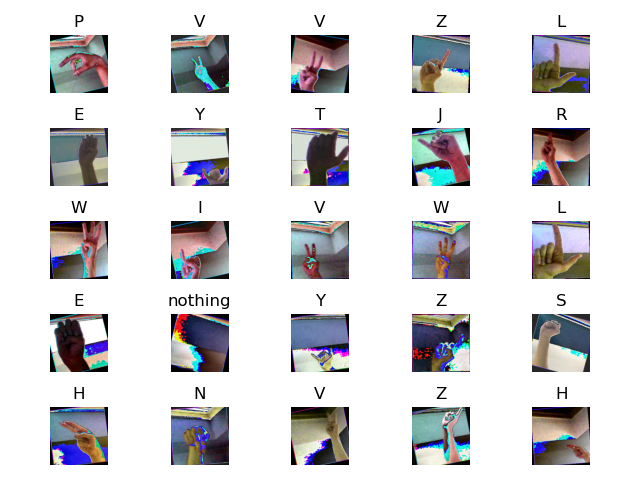 P V V Z L
E Y T J R
W I V W L
E nothing Y Z S
H N V Z H